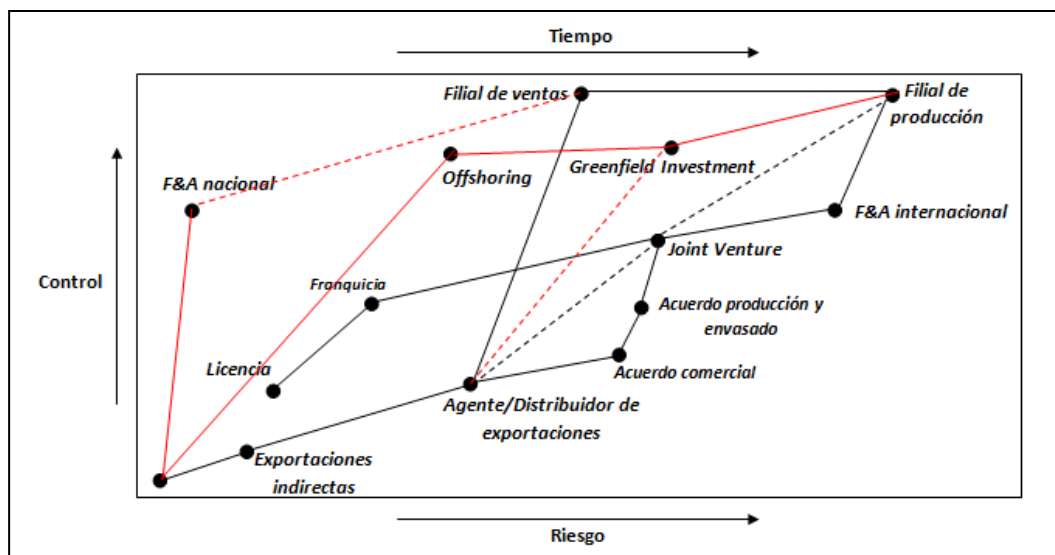 Tiempo
Filial de ventas
Filial de
producción
Offshoring
Greenfield Investment
F&A nacional
F&A internacional
Joint Venture
Control
Franquicia
Acuerdo producción y
envasado
Licencia
Acuerdo comercial
Agente/Distribuidor de
exportaciones
Exportaciones
indirectas
Riesgo